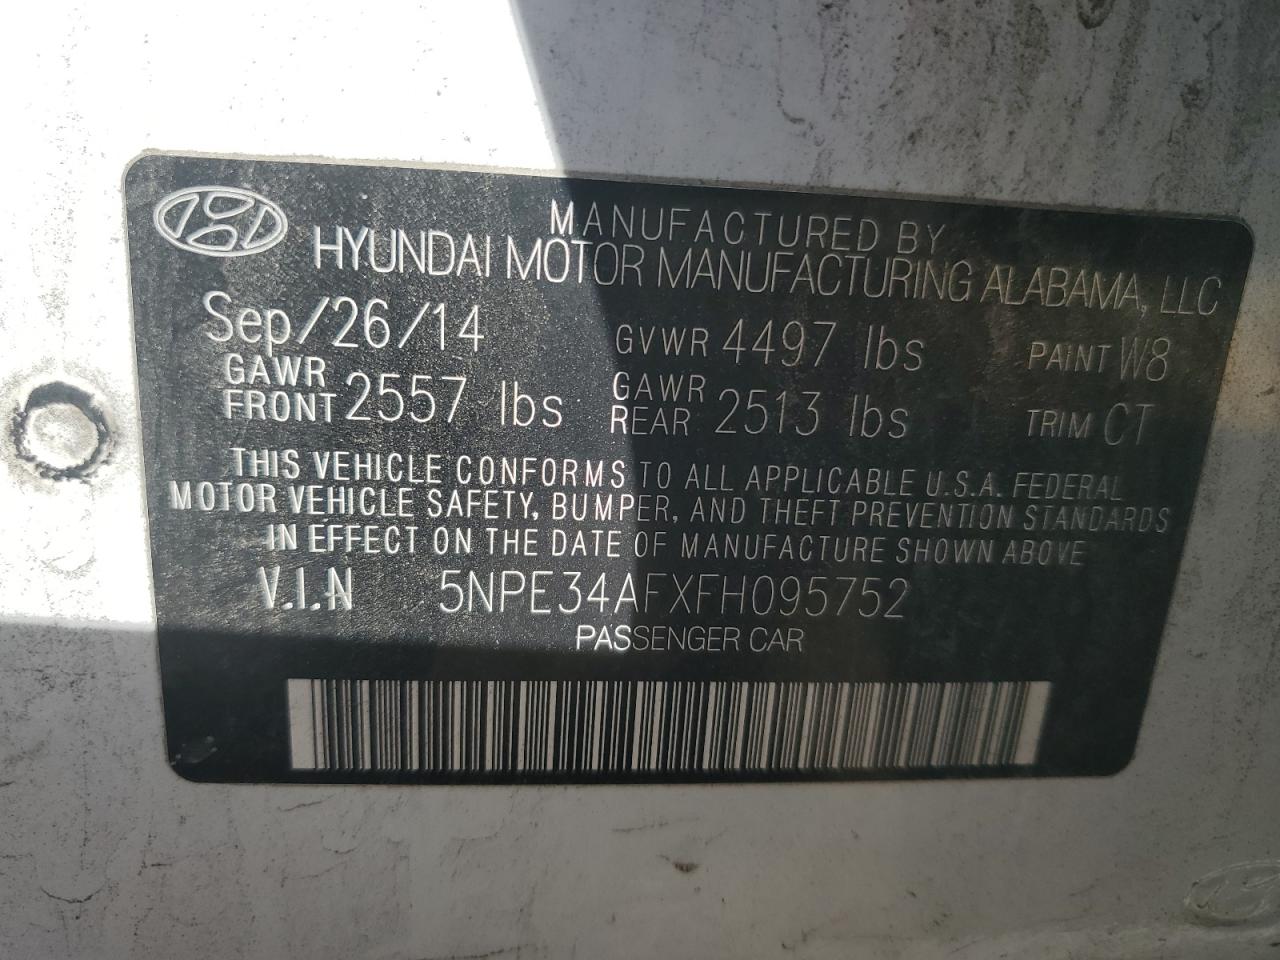 MANUFACTURED BY
HYUNDAI MOTOR MANUFACTURING ALABAMA, LLC
Sep/26/14 GVWR 4497 lbs PAINT W8
GAWR FRONT 2557 lbs GAWR REAR 2513 lbs TRIM CT
THIS VEHICLE CONFORMS TO ALL APPLICABLE U.S.A. FEDERAL
MOTOR VEHICLE SAFETY, BUMPER, AND THEFT PREVENTION STANDARDS
IN EFFECT ON THE DATE OF MANUFACTURE SHOWN ABOVE
V.I.N 5NPE34AFXFH095752
PASSENGER CAR